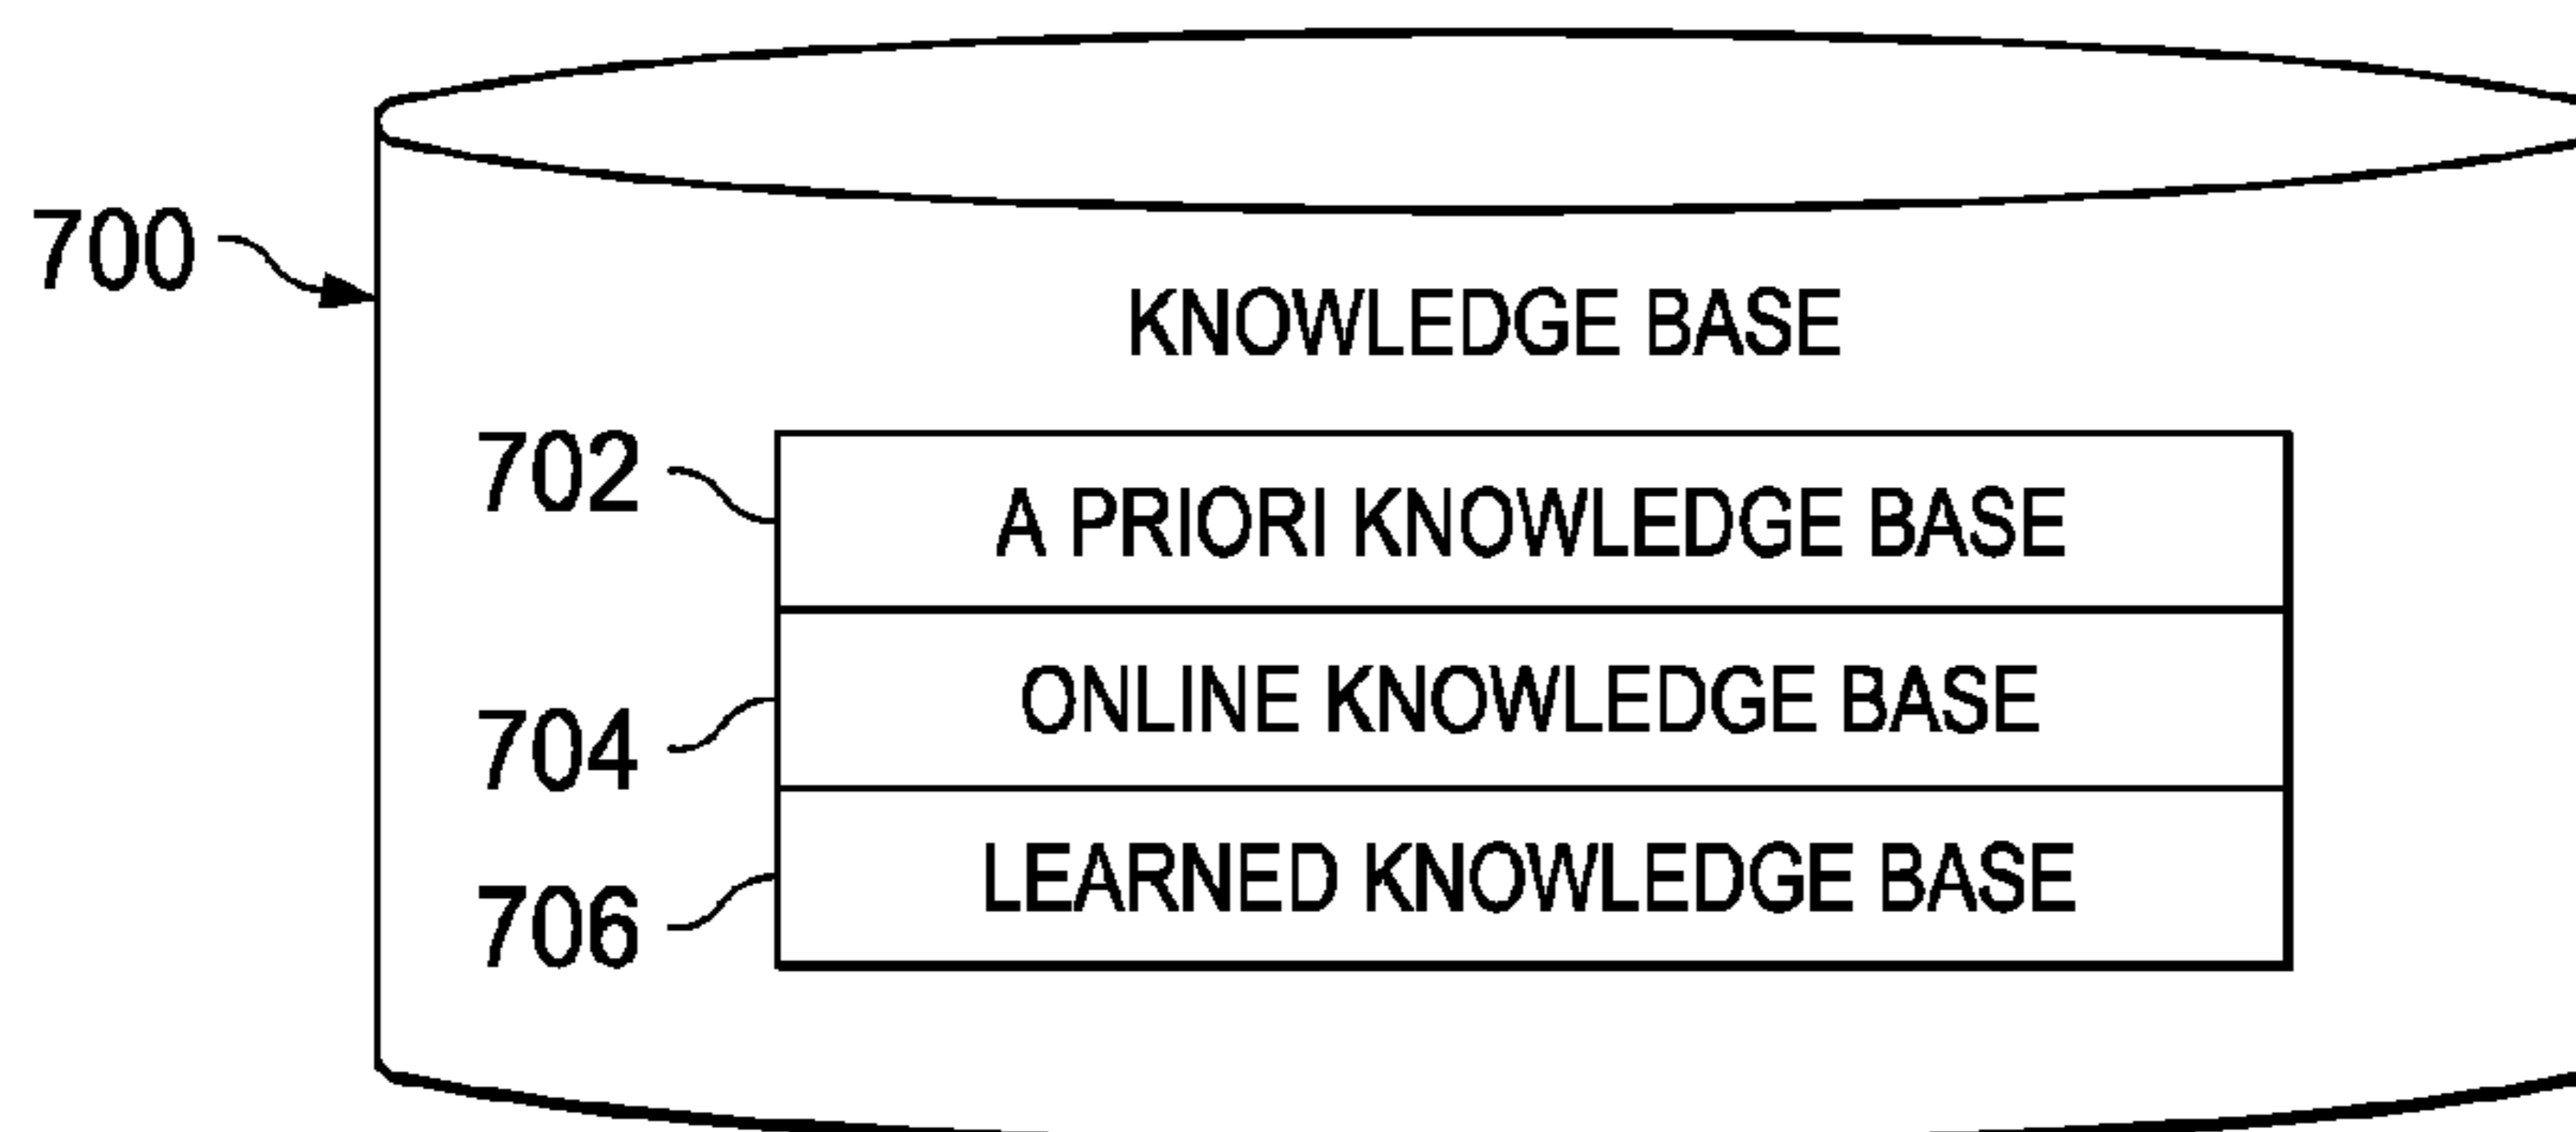 700
KNOWLEDGE BASE
702
A PRIORI KNOWLEDGE BASE
704
ONLINE KNOWLEDGE BASE
706
LEARNED KNOWLEDGE BASE